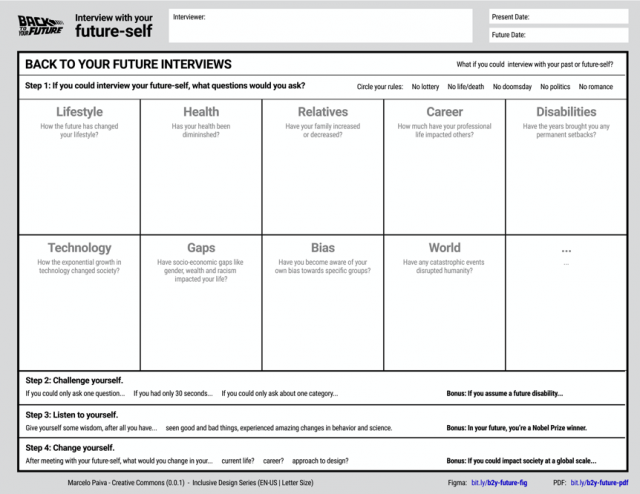 BACK TO YOUR FUTURE
Interview with your
future-self
Interviewer:
Present Date:
Future Date:
BACK TO YOUR FUTURE INTERVIEWS
What if you could interview with your past or future-self?
Step 1: If you could interview your future-self, what questions would you ask?
Circle your rules: No lottery No life/death No doomsday No politics No romance
Lifestyle
How the future has changed
your lifestyle?
Health
Has your health been
dimininshed?
Relatives
Have your family increased
or decreased?
Career
How much have your professional
life impacted others?
Disabilities
Have the years brought you any
permanent setbacks?
Technology
How the exponential growth in
technology changed society?
Gaps
Have socio-economic gaps like
gender, wealth and racism
impacted your life?
Bias
Have you become aware of your
own bias towards specific groups?
World
Have any catastrophic events
disrupted humanity?
...
...
Step 2: Challenge yourself.
If you could only ask one question... If you had only 30 seconds... If you could only ask about one category...
Bonus: If you assume a future disability...
Step 3: Listen to yourself.
Give yourself some wisdom, after all you have... seen good and bad things, experienced amazing changes in behavior and science.
Bonus: In your future, you're a Nobel Prize winner.
Step 4: Change yourself.
After meeting with your future-self, what would you change in your... current life? career? approach to design?
Bonus: If you could impact society at a global scale...
Marcelo Paiva - Creative Commons (0.0.1) - Inclusive Design Series (EN-US | Letter Size)
Figma: bit.ly/b2y-future-fig
PDF: bit.ly/b2y-future-pdf